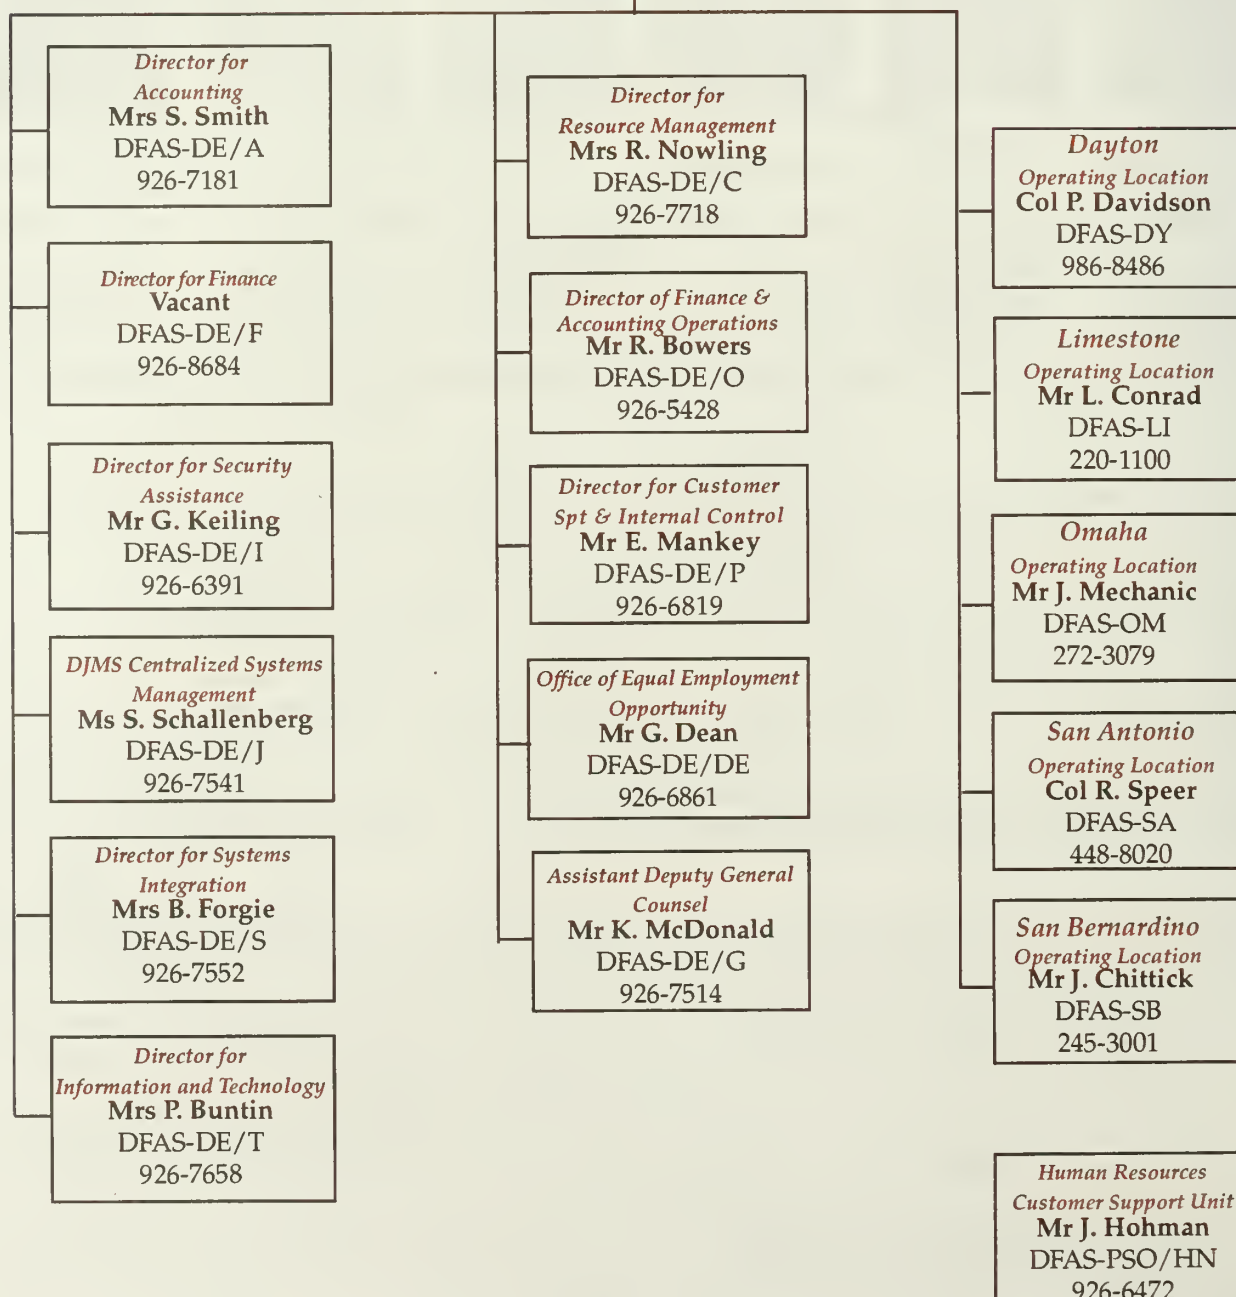 Director for
Accounting
Mrs S. Smith
DFAS-DE/A
926-7181
Director for Finance
Vacant
DFAS-DE/F
926-8684
Director for Security
Assistance
Mr G. Keiling
DFAS-DE/I
926-6391
DJMS Centralized Systems
Management
Ms S. Schallenberg
DFAS-DE/J
926-7541
Director for Systems
Integration
Mrs B. Forgie
DFAS-DE/S
926-7552
Director for
Information and Technology
Mrs P. Buntin
DFAS-DE/T
926-7658
Director for
Resource Management
Mrs R. Nowling
DFAS-DE/C
926-7718
Director of Finance &
Accounting Operations
Mr R. Bowers
DFAS-DE/O
926-5428
Director for Customer
Spt & Internal Control
Mr E. Mankey
DFAS-DE/P
926-6819
Office of Equal Employment
Opportunity
Mr G. Dean
DFAS-DE/DE
926-6861
Assistant Deputy General
Counsel
Mr K. McDonald
DFAS-DE/G
926-7514
Dayton
Operating Location
Col P. Davidson
DFAS-DY
986-8486
Limestone
Operating Location
Mr L. Conrad
DFAS-LI
220-1100
Omaha
Operating Location
Mr J. Mechanic
DFAS-OM
272-3079
San Antonio
Operating Location
Col R. Speer
DFAS-SA
448-8020
San Bernardino
Operating Location
Mr J. Chittick
DFAS-SB
245-3001
Human Resources
Customer Support Unit
Mr J. Hohman
DFAS-PSO/HN
926-6472